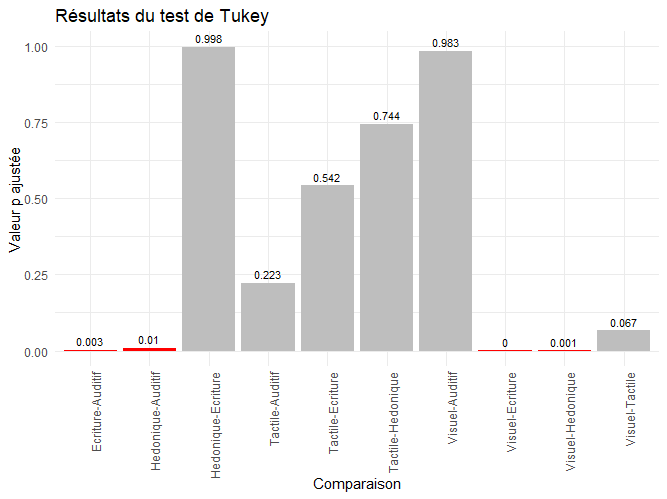 Résultats du test de Tukey
Valeur p ajustée
1.00
0.75
0.50
0.25
0.00
0.003
0.01
0.998
0.223
0.542
0.744
0.983
0
0.001
0.067
Ecriture-Auditif
Hedonique-Auditif
Hedonique-Ecriture
Tactile-Auditif
Tactile-Ecriture
Tactile-Hedonique
Visuel-Auditif
Visuel-Ecriture
Visuel-Hedonique
Visuel-Tactile
Comparaison